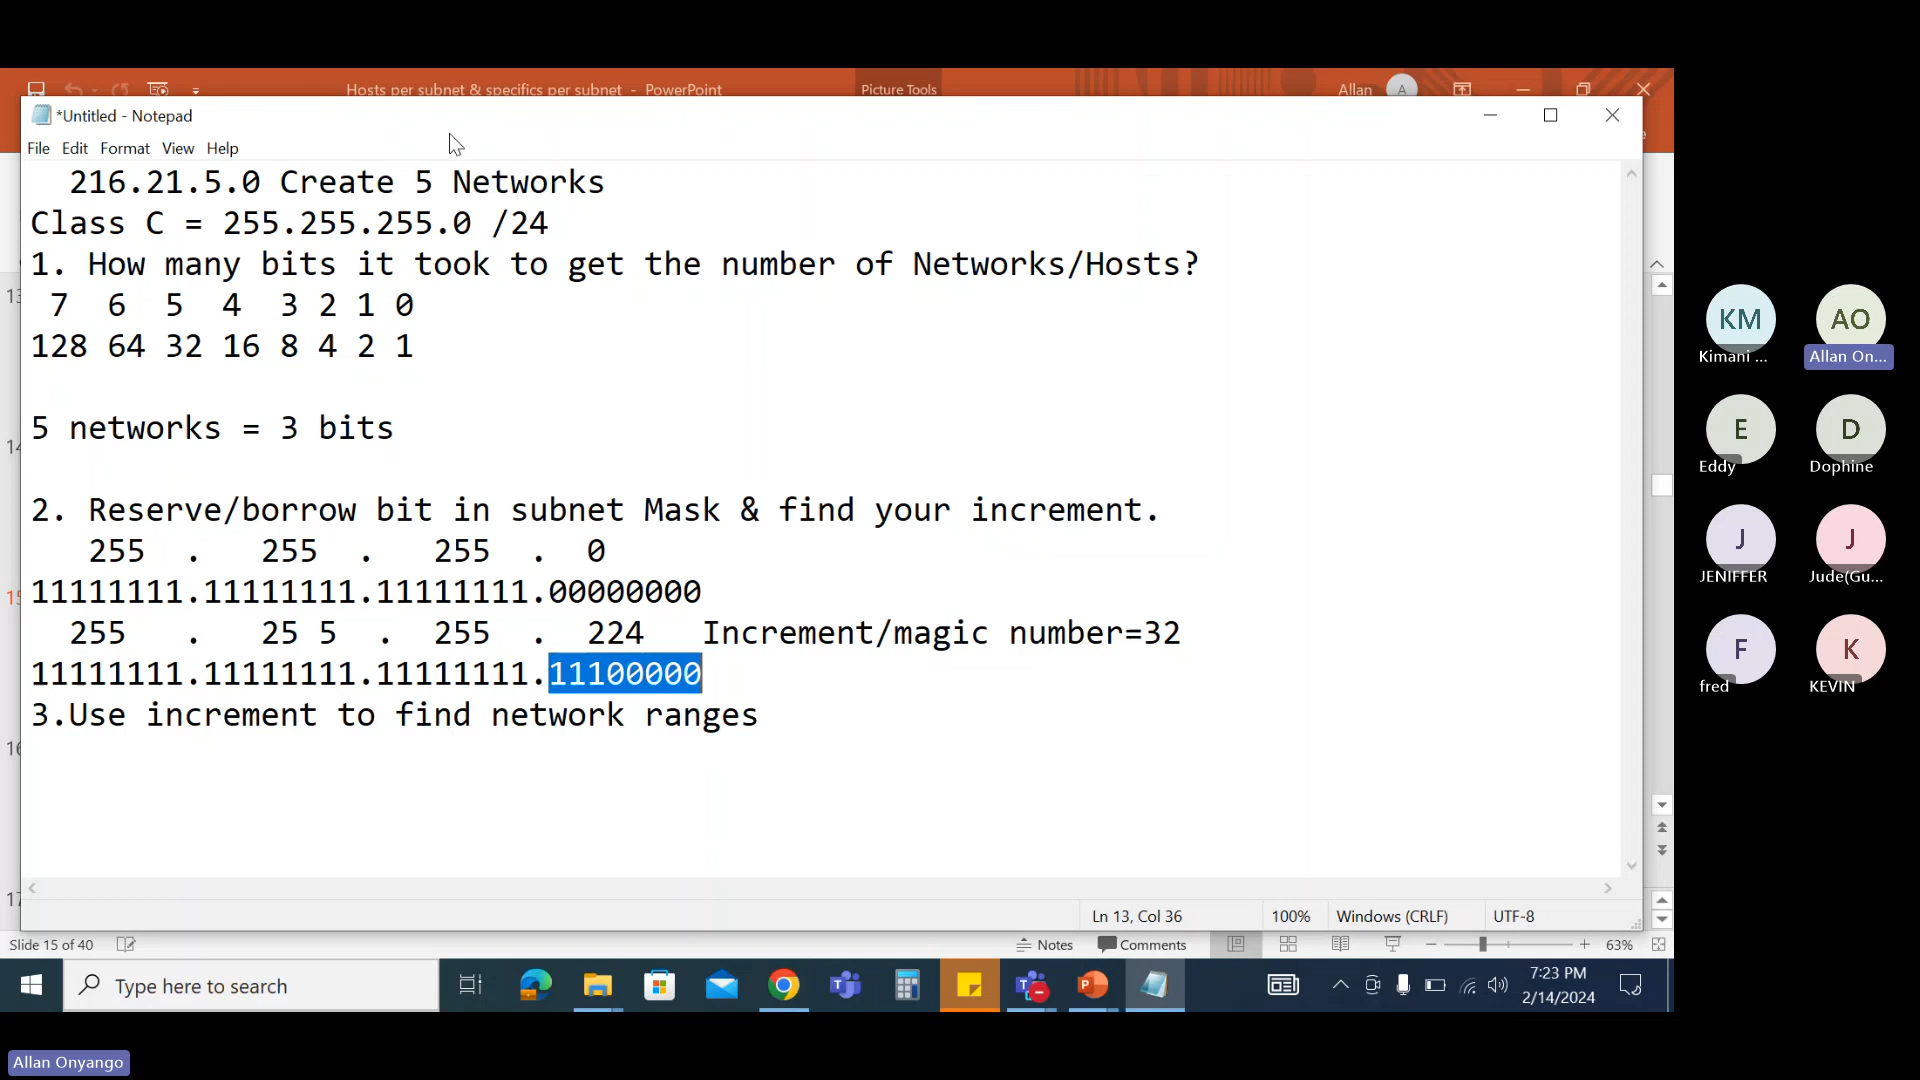 Hosts per subnet & specifics per subnet - PowerPoint
Picture Tools
Allan
A
*Untitled - Notepad
File Edit Format View Help
216.21.5.0 Create 5 Networks
Class C = 255.255.255.0 /24
1. How many bits it took to get the number of Networks/Hosts?
7 6 5 4 3 2 1 0
128 64 32 16 8 4 2 1
5 networks = 3 bits
2. Reserve/borrow bit in subnet Mask & find your increment.
255 . 255 . 255 . 0
11111111.11111111.11111111.00000000
255 . 25 5 . 255 . 224 Increment/magic number=32
11111111.11111111.11111111.11100000
3.Use increment to find network ranges
Ln 13, Col 36
100%
Windows (CRLF)
UTF-8
Slide 15 of 40
Notes
Comments
63%
Type here to search
7:23 PM
2/14/2024
KM
Kimani ...
AO
Allan On...
E
Eddy
D
Dophine
J
JENIFFER
J
Jude(Gu...
F
fred
K
KEVIN
Allan Onyango